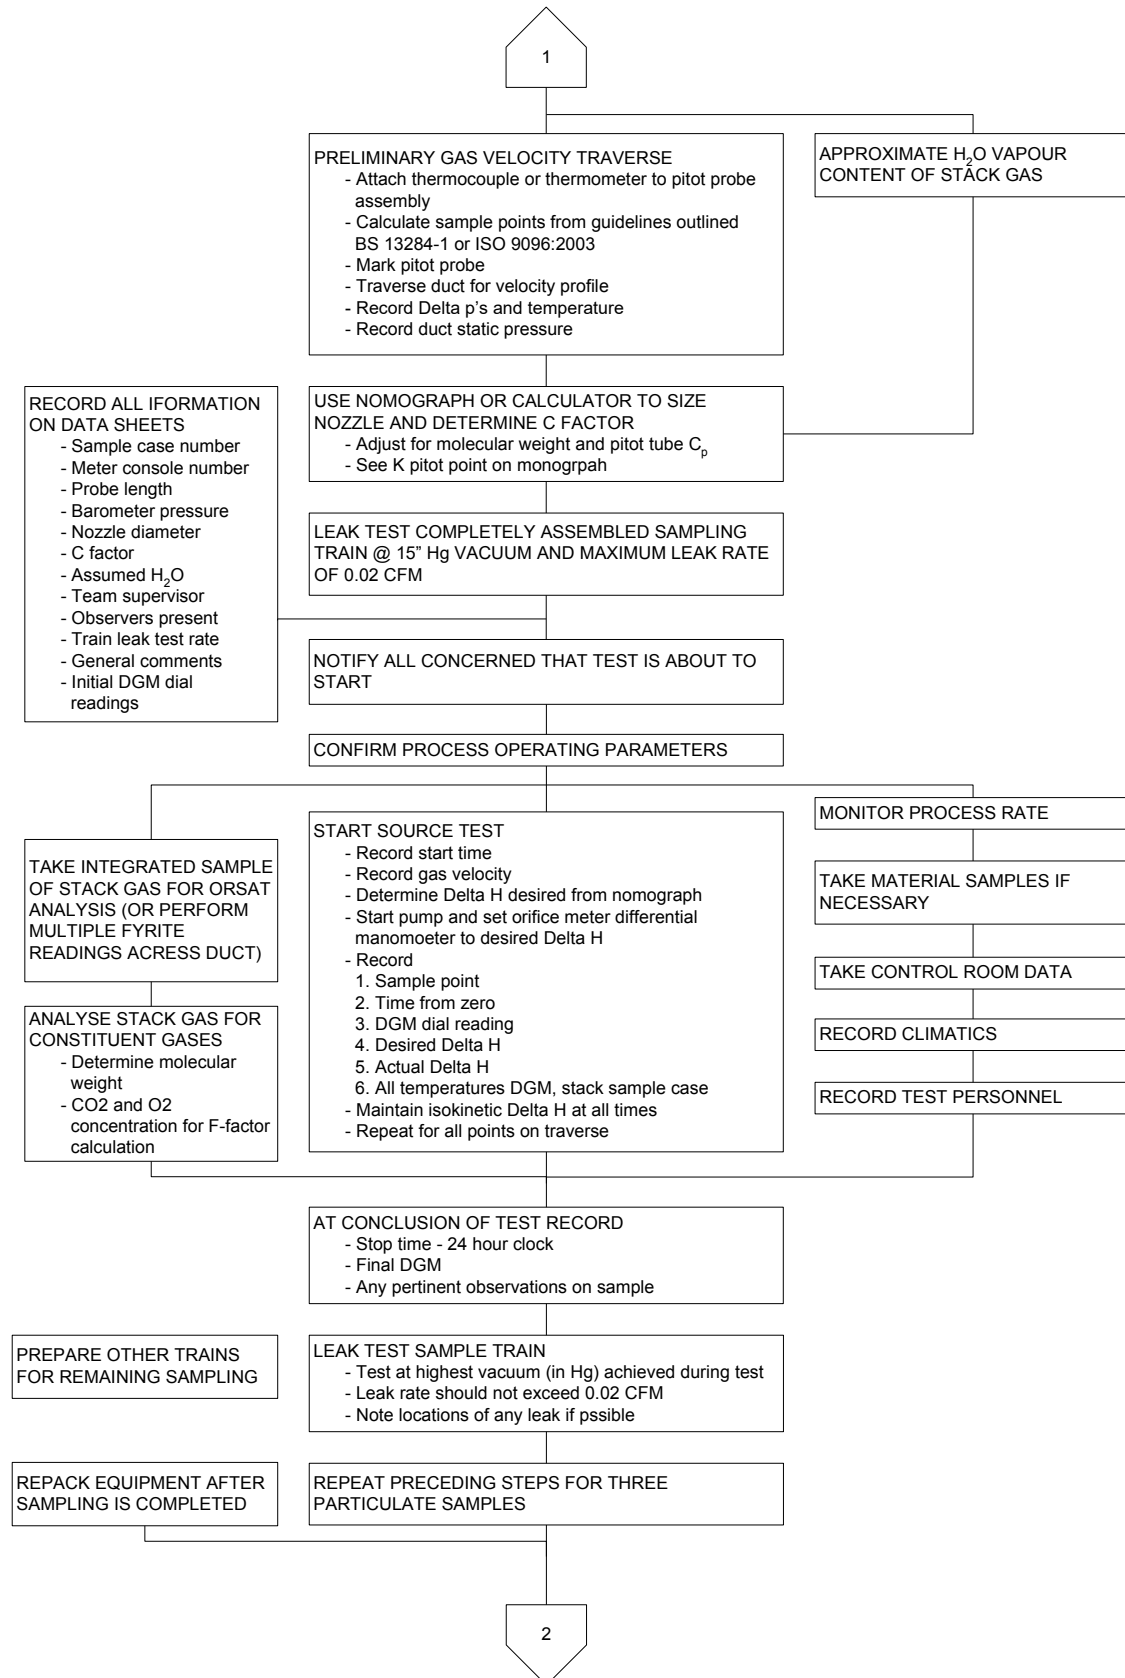 1
PRELIMINARY GAS VELOCITY TRAVERSE
- Attach thermocouple or thermometer to pitot probe
assembly
- Calculate sample points from guidelines outlined
BS 13284-1 or ISO 9096:2003
- Mark pitot probe
- Traverse duct for velocity profile
- Record Delta p's and temperature
- Record duct static pressure
APPROXIMATE H2O VAPOUR
CONTENT OF STACK GAS
RECORD ALL IFORMATION
ON DATA SHEETS
- Sample case number
- Meter console number
- Probe length
- Barometer pressure
- Nozzle diameter
- C factor
- Assumed H2O
- Team supervisor
- Observers present
- Train leak test rate
- General comments
- Initial DGM dial
readings
USE NOMOGRAPH OR CALCULATOR TO SIZE
NOZZLE AND DETERMINE C FACTOR
- Adjust for molecular weight and pitot tube Cp
- See K pitot point on monogrpah
LEAK TEST COMPLETELY ASSEMBLED SAMPLING
TRAIN @ 15" Hg VACUUM AND MAXIMUM LEAK RATE
OF 0.02 CFM
NOTIFY ALL CONCERNED THAT TEST IS ABOUT TO
START
CONFIRM PROCESS OPERATING PARAMETERS
TAKE INTEGRATED SAMPLE
OF STACK GAS FOR ORSAT
ANALYSIS (OR PERFORM
MULTIPLE FYRITE
READINGS ACRESS DUCT)
ANALYSE STACK GAS FOR
CONSTITUENT GASES
- Determine molecular
weight
- CO2 and O2
concentration for F-factor
calculation
START SOURCE TEST
- Record start time
- Record gas velocity
- Determine Delta H desired from nomograph
- Start pump and set orifice meter differential
manomoeter to desired Delta H
- Record
1. Sample point
2. Time from zero
3. DGM dial reading
4. Desired Delta H
5. Actual Delta H
6. All temperatures DGM, stack sample case
- Maintain isokinetic Delta H at all times
- Repeat for all points on traverse
MONITOR PROCESS RATE
TAKE MATERIAL SAMPLES IF
NECESSARY
TAKE CONTROL ROOM DATA
RECORD CLIMATICS
RECORD TEST PERSONNEL
AT CONCLUSION OF TEST RECORD
- Stop time - 24 hour clock
- Final DGM
- Any pertinent observations on sample
PREPARE OTHER TRAINS
FOR REMAINING SAMPLING
LEAK TEST SAMPLE TRAIN
- Test at highest vacuum (in Hg) achieved during test
- Leak rate should not exceed 0.02 CFM
- Note locations of any leak if pssible
REPACK EQUIPMENT AFTER
SAMPLING IS COMPLETED
REPEAT PRECEDING STEPS FOR THREE
PARTICULATE SAMPLES
2